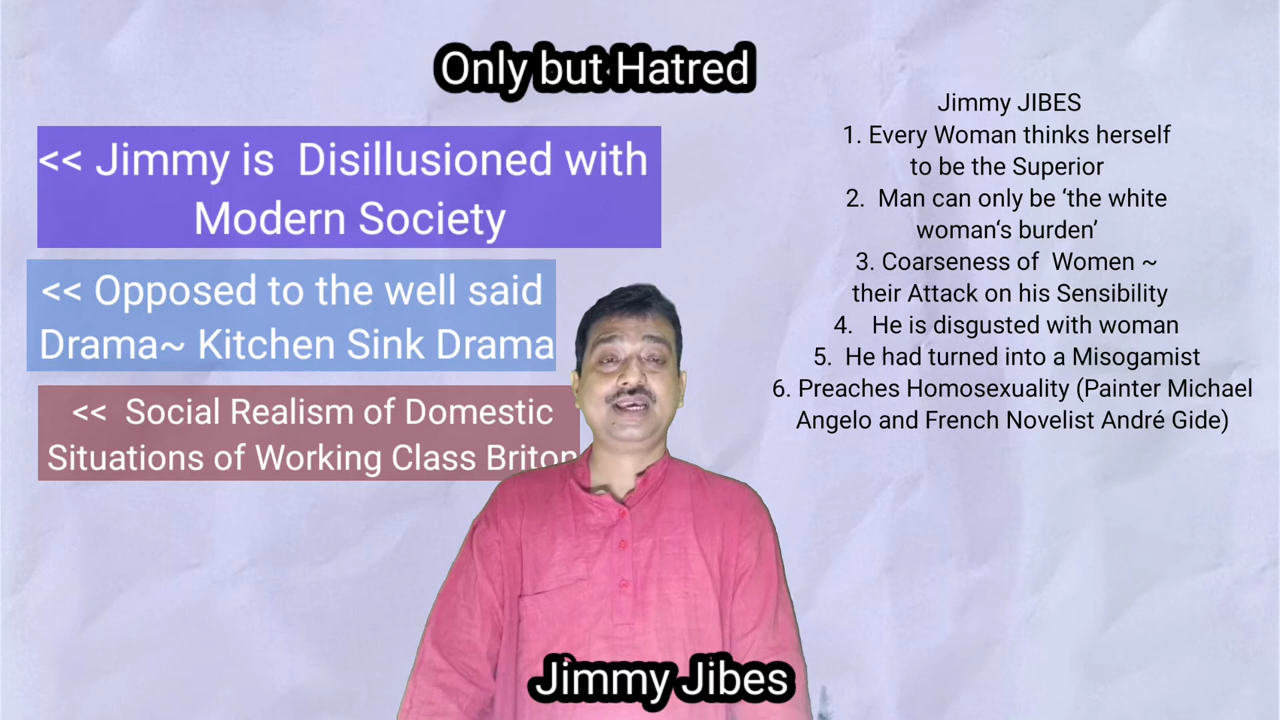 Only but Hatred
<< Jimmy is Disillusioned with
Modern Society
<< Opposed to the well said
Drama~ Kitchen Sink Drama
<< Social Realism of Domestic
Situations of Working Class Briton
Jimmy JIBES
1. Every Woman thinks herself
to be the Superior
2. Man can only be ‘the white
woman‘s burden’
3. Coarseness of Women ~
their Attack on his Sensibility
4. He is disgusted with woman
5. He had turned into a Misogamist
6. Preaches Homosexuality (Painter Michael
Angelo and French Novelist André Gide)
Jimmy Jibes